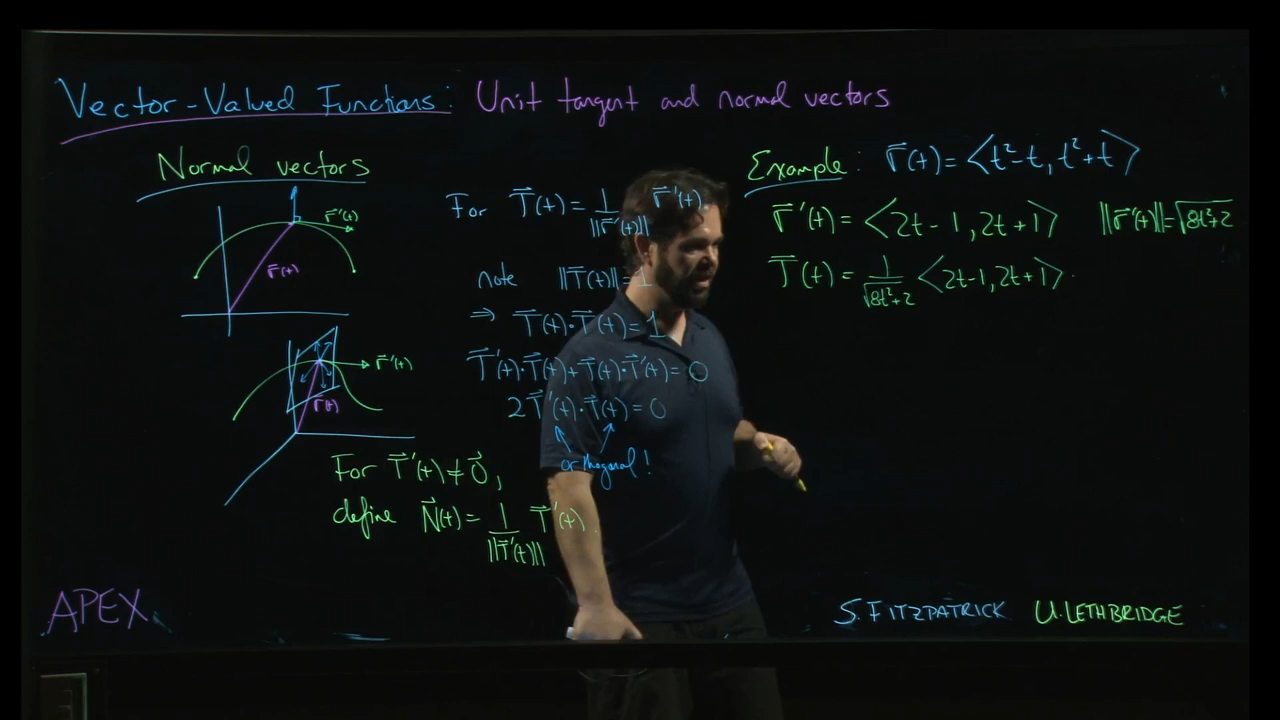 Vector-Valued Functions: Unit tangent and normal vectors
Normal vectors
r⃗'(t)
r⃗(t)
r⃗'(t)
r⃗(t)
For T⃗(t) = 1/||r⃗'(t)|| r⃗'(t).
note ||T⃗(t)|| = 1
⇒ T⃗(t)·T⃗(t) = 1
T⃗'(t)·T⃗(t) + T⃗(t)·T⃗'(t) = 0
2T⃗'(t)·T⃗(t) = 0
orthogonal!
For T⃗'(t) ≠ 0⃗,
define N⃗(t) = 1/||T⃗'(t)|| T⃗'(t).
Example: r⃗(t) = ⟨t²-t, t²+t⟩
r⃗'(t) = ⟨2t-1, 2t+1⟩ ||r⃗'(t)|| = √8t²+2
T⃗(t) = 1/√8t²+2 ⟨2t-1, 2t+1⟩.
APEX
S. FITZPATRICK U. LETHBRIDGE